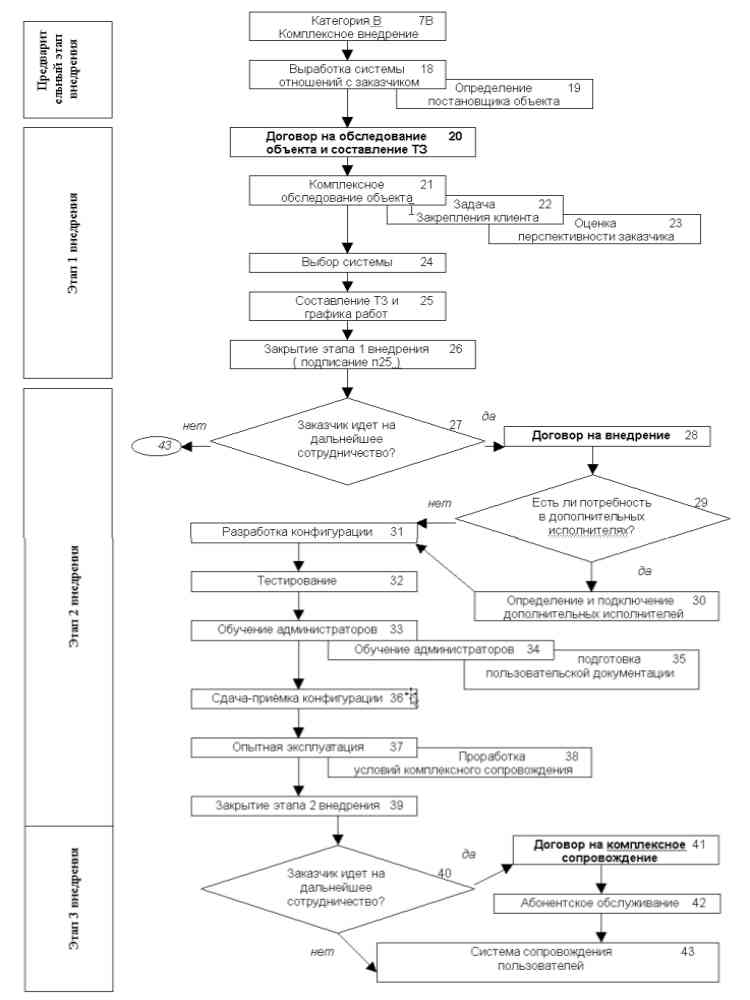 Предварит
ельный этап
внедрения
Категория В 7В
Комплексное внедрение
Выработка системы 18
отношений с заказчиком
Определение 19
постановщика объекта
Этап 1 внедрения
Договор на обследование 20
объекта и составление ТЗ
Комплексное 21
обследование объекта
Задача 22
Закрепления клиента
Оценка 23
перспективности заказчика
Выбор системы 24
Составление ТЗ и 25
графика работ
Закрытие этапа 1 внедрения 26
( подписание п25 )
Этап 2 внедрения
Заказчик идет на 27
дальнейшее
сотрудничество?
нет
43
да
Договор на внедрение 28
Есть ли потребность 29
в дополнительных
исполнителях?
нет
да
Определение и подключение 30
дополнительных исполнителей
Разработка конфигурации 31
Тестирование 32
Обучение администраторов 33
Обучение администраторов 34
подготовка 35
пользовательской документации
Сдача-приёмка конфигурации 36
Опытная эксплуатация 37
Проработка 38
условий комплексного сопровождения
Закрытие этапа 2 внедрения 39
Этап 3 внедрения
Заказчик идет на 40
дальнейшее
сотрудничество?
да
нет
Договор на комплексное 41
сопровождение
Абонентское обслуживание 42
Система сопровождения 43
пользователей